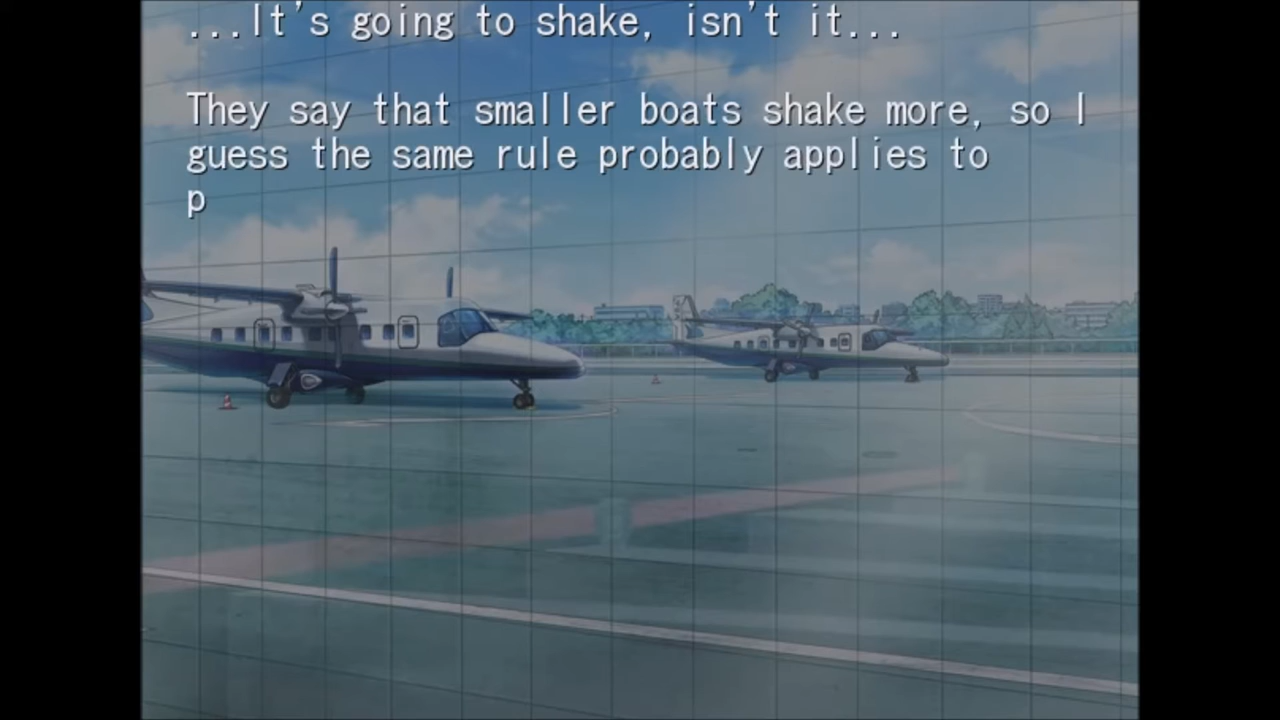 ...It's going to shake, isn't it...
They say that smaller boats shake more, so I
guess the same rule probably applies to
p